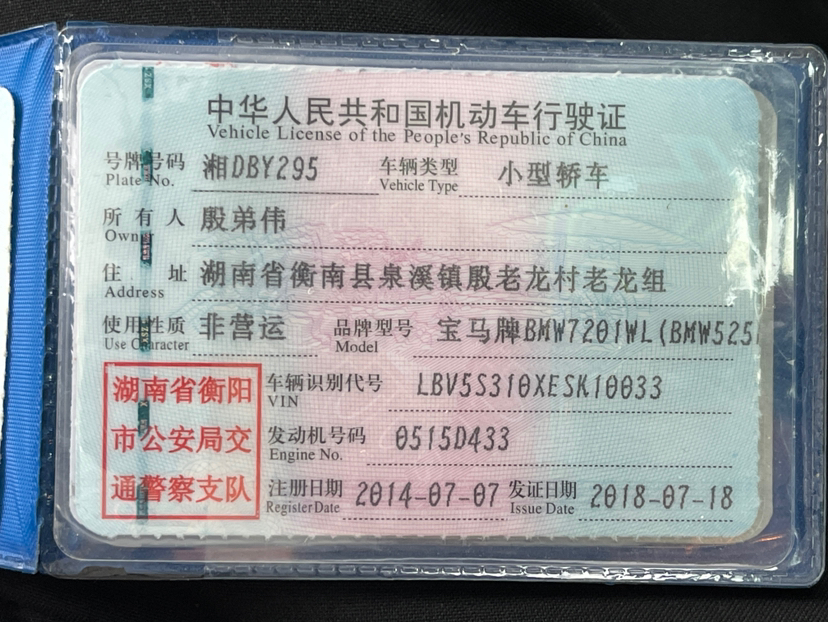 中华人民共和国机动车行驶证
Vehicle License of the People's Republic of China
号牌号码 湘DBY295 车辆类型 小型轿车
Plate No. Vehicle Type
所有人 殷弟伟
Owner
住址 湖南省衡南县泉溪镇殷老龙村老龙组
Address
使用性质 非营运 品牌型号 宝马牌BMW7201WL(BMW525
Use Character Model
湖南省衡阳
市公安局交
通警察支队
车辆识别代号 LBV5S310XESK10033
VIN
发动机号码 0515D433
Engine No.
注册日期 2014-07-07 发证日期 2018-07-18
Register Date Issue Date